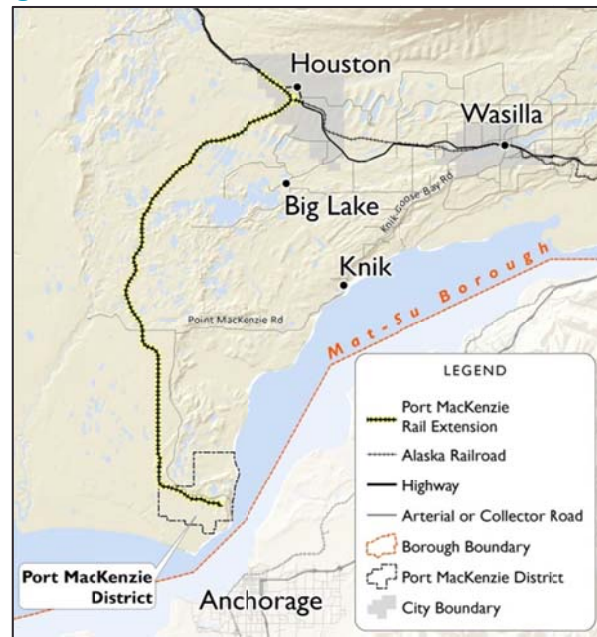 Houston
Wasilla
Big Lake
Knik-Goose Bay Rd
Knik
Point MacKenzie Rd
Mat-Su Borough
Port MacKenzie
District
Anchorage
LEGEND
Port MacKenzie
Rail Extension
Alaska Railroad
Highway
Arterial or Collector Road
Borough Boundary
Port MacKenzie District
City Boundary